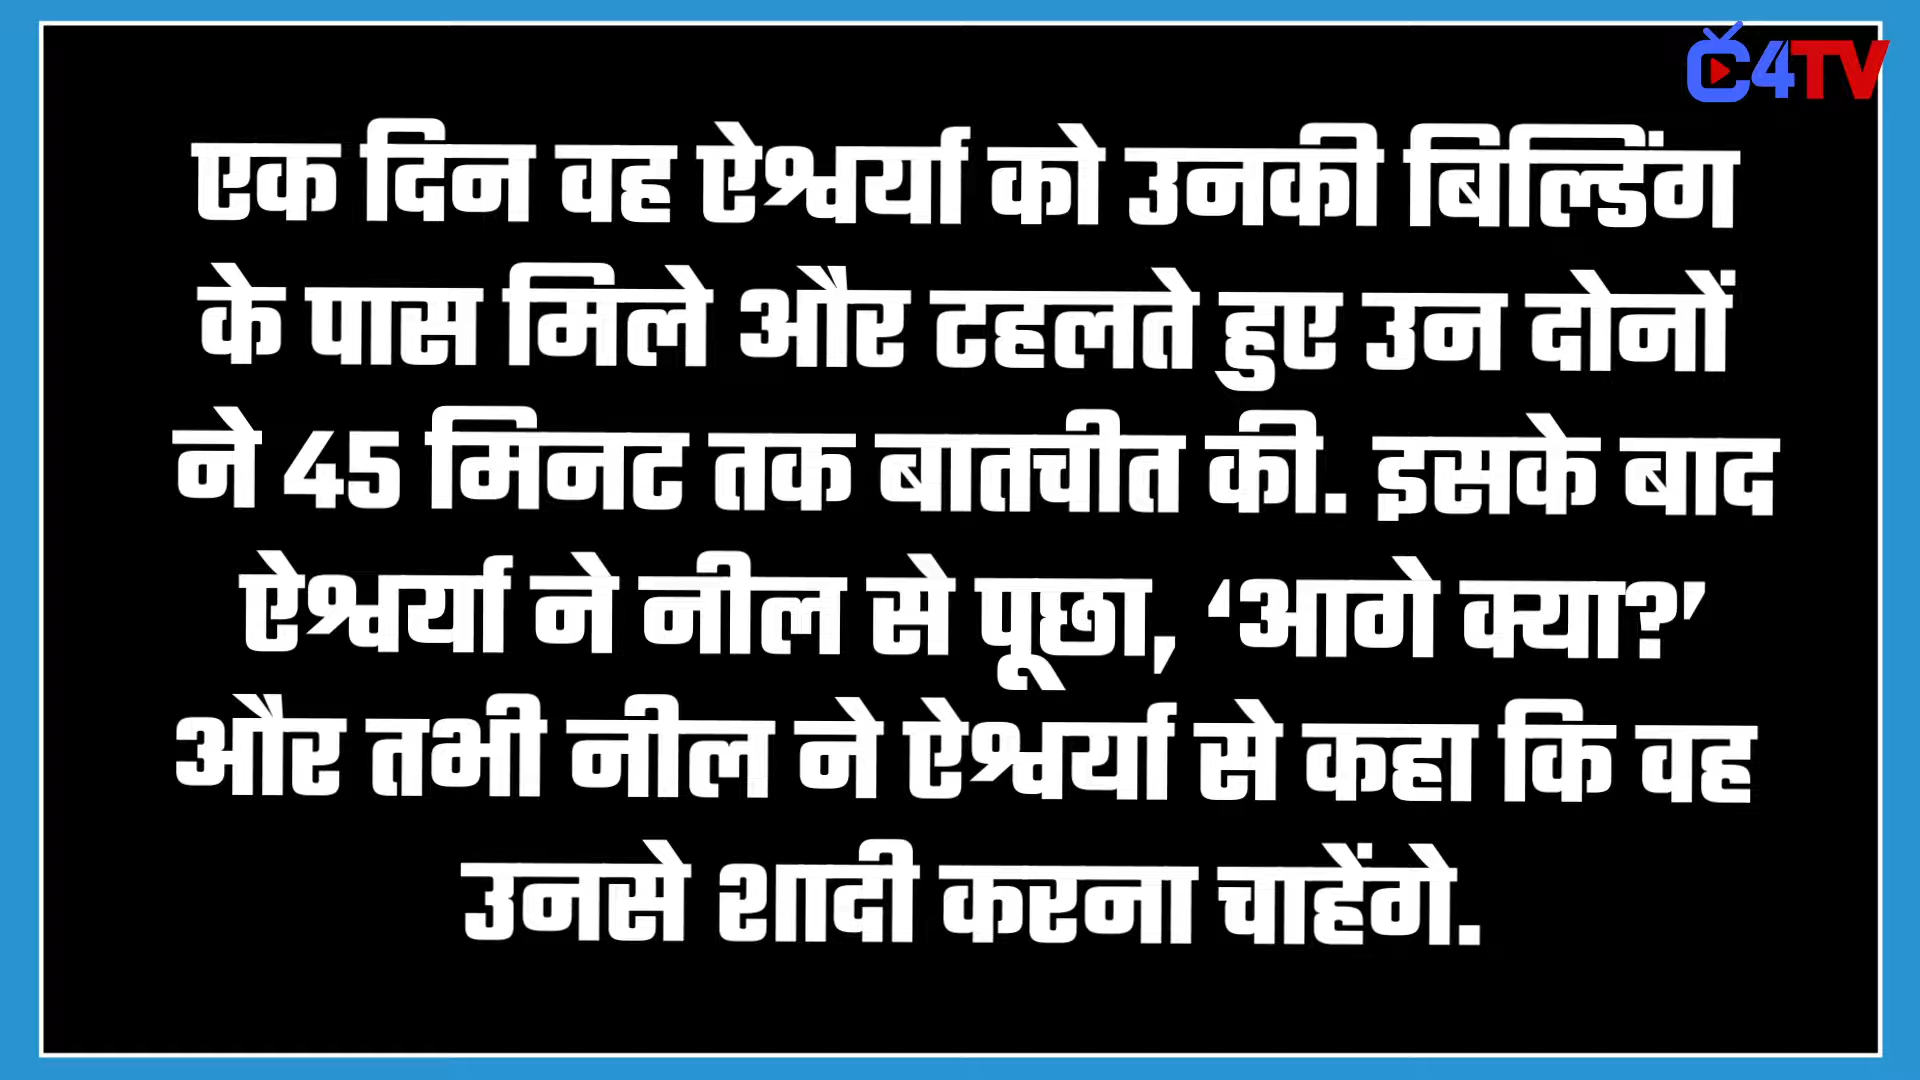 C4TV
एक दिन वह ऐश्वर्या को उनकी बिल्डिंग
के पास मिले और टहलते हुए उन दोनों
ने 45 मिनट तक बातचीत की. इसके बाद
ऐश्वर्या ने नील से पूछा, ‘आगे क्या?’
और तभी नील ने ऐश्वर्या से कहा कि वह
उनसे शादी करना चाहेंगे.